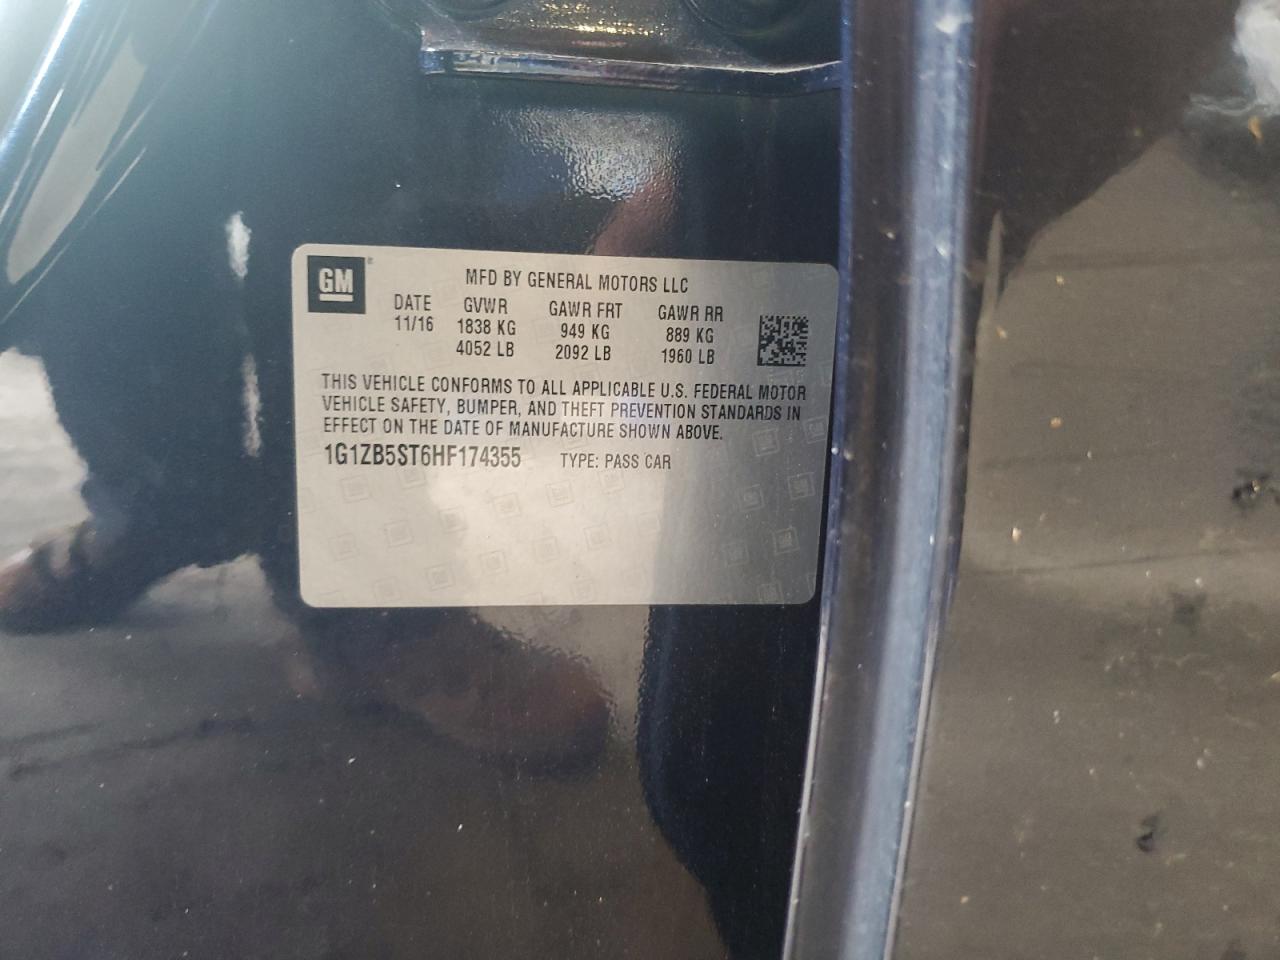 GM
MFD BY GENERAL MOTORS LLC
DATE GVWR GAWR FRT GAWR RR
11/16 1838 KG 949 KG 889 KG
4052 LB 2092 LB 1960 LB
THIS VEHICLE CONFORMS TO ALL APPLICABLE U.S. FEDERAL MOTOR
VEHICLE SAFETY, BUMPER, AND THEFT PREVENTION STANDARDS IN
EFFECT ON THE DATE OF MANUFACTURE SHOWN ABOVE.
1G1ZB5ST6HF174355 TYPE: PASS CAR